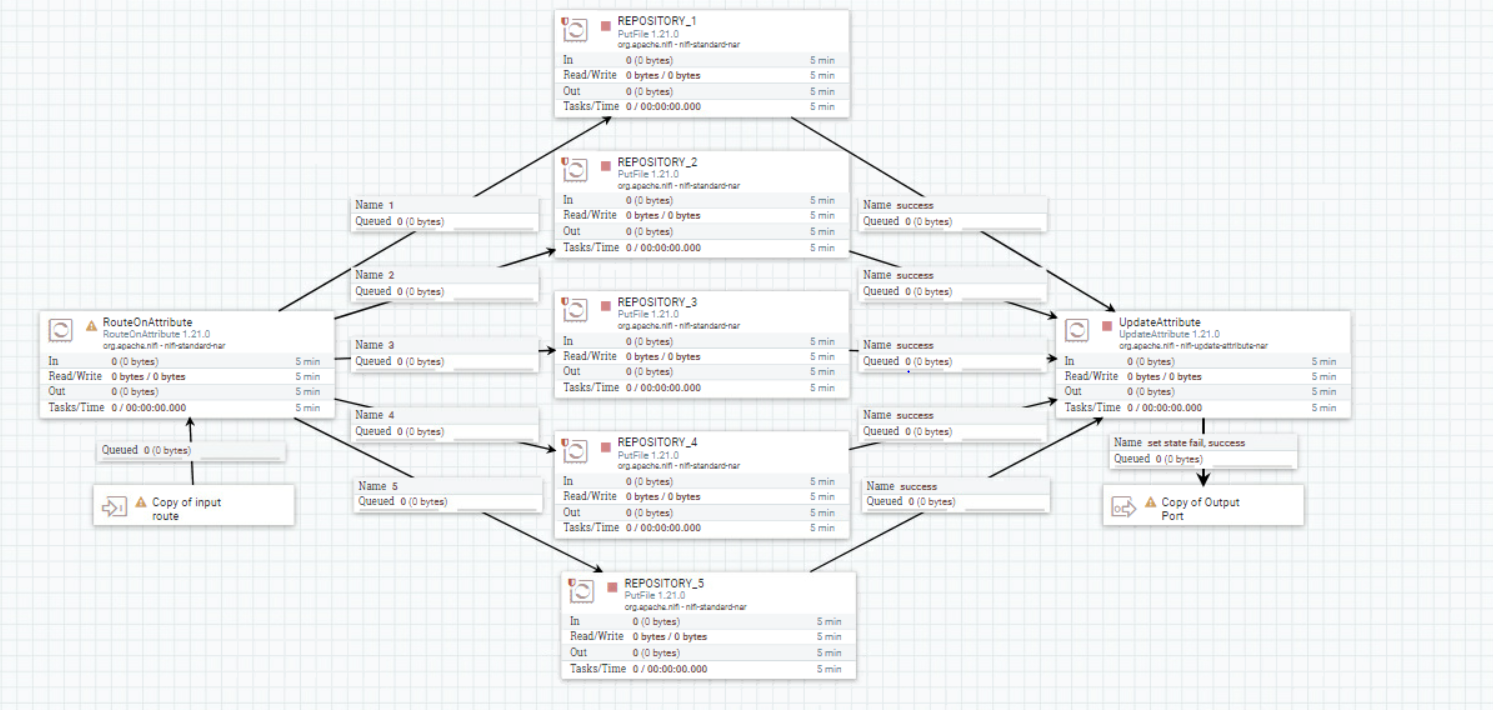 REPOSITORY_1
PutFile 1.21.0
org.apache.nifi - nifi-standard-nar
In 0 (0 bytes) 5 min
Read/Write 0 bytes / 0 bytes 5 min
Out 0 (0 bytes) 5 min
Tasks/Time 0 / 00:00:00.000 5 min
REPOSITORY_2
PutFile 1.21.0
org.apache.nifi - nifi-standard-nar
In 0 (0 bytes) 5 min
Read/Write 0 bytes / 0 bytes 5 min
Out 0 (0 bytes) 5 min
Tasks/Time 0 / 00:00:00.000 5 min
Name 1
Queued 0 (0 bytes)
Name success
Queued 0 (0 bytes)
Name 2
Queued 0 (0 bytes)
Name success
Queued 0 (0 bytes)
REPOSITORY_3
PutFile 1.21.0
org.apache.nifi - nifi-standard-nar
In 0 (0 bytes) 5 min
Read/Write 0 bytes / 0 bytes 5 min
Out 0 (0 bytes) 5 min
Tasks/Time 0 / 00:00:00.000 5 min
RouteOnAttribute
RouteOnAttribute 1.21.0
org.apache.nifi - nifi-standard-nar
In 0 (0 bytes) 5 min
Read/Write 0 bytes / 0 bytes 5 min
Out 0 (0 bytes) 5 min
Tasks/Time 0 / 00:00:00.000 5 min
Name 3
Queued 0 (0 bytes)
Name success
Queued 0 (0 bytes)
UpdateAttribute
UpdateAttribute 1.21.0
org.apache.nifi - nifi-update-attribute-nar
In 0 (0 bytes) 5 min
Read/Write 0 bytes / 0 bytes 5 min
Out 0 (0 bytes) 5 min
Tasks/Time 0 / 00:00:00.000 5 min
Name 4
Queued 0 (0 bytes)
Name success
Queued 0 (0 bytes)
REPOSITORY_4
PutFile 1.21.0
org.apache.nifi - nifi-standard-nar
In 0 (0 bytes) 5 min
Read/Write 0 bytes / 0 bytes 5 min
Out 0 (0 bytes) 5 min
Tasks/Time 0 / 00:00:00.000 5 min
Queued 0 (0 bytes)
Name set state fail, success
Queued 0 (0 bytes)
Name 5
Queued 0 (0 bytes)
Name success
Queued 0 (0 bytes)
Copy of input
route
Copy of Output
Port
REPOSITORY_5
PutFile 1.21.0
org.apache.nifi - nifi-standard-nar
In 0 (0 bytes) 5 min
Read/Write 0 bytes / 0 bytes 5 min
Out 0 (0 bytes) 5 min
Tasks/Time 0 / 00:00:00.000 5 min